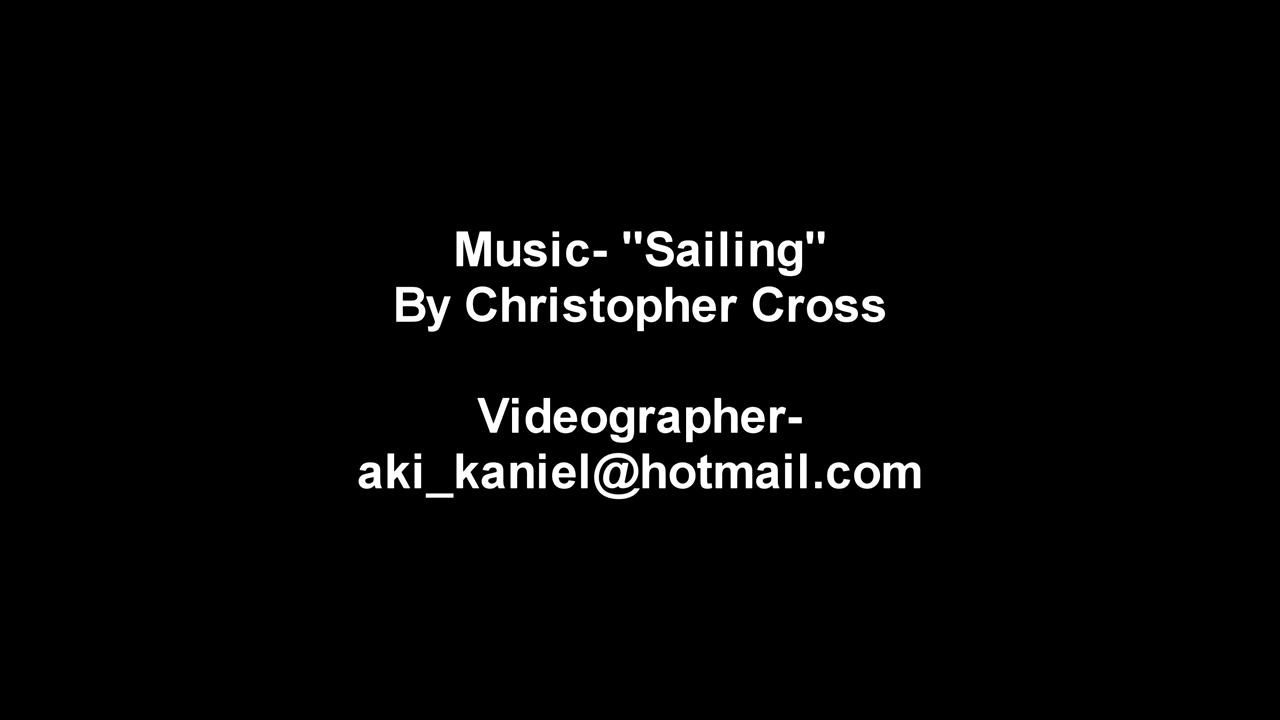 Music- "Sailing"
By Christopher Cross
Videographer-
aki_kaniel@hotmail.com